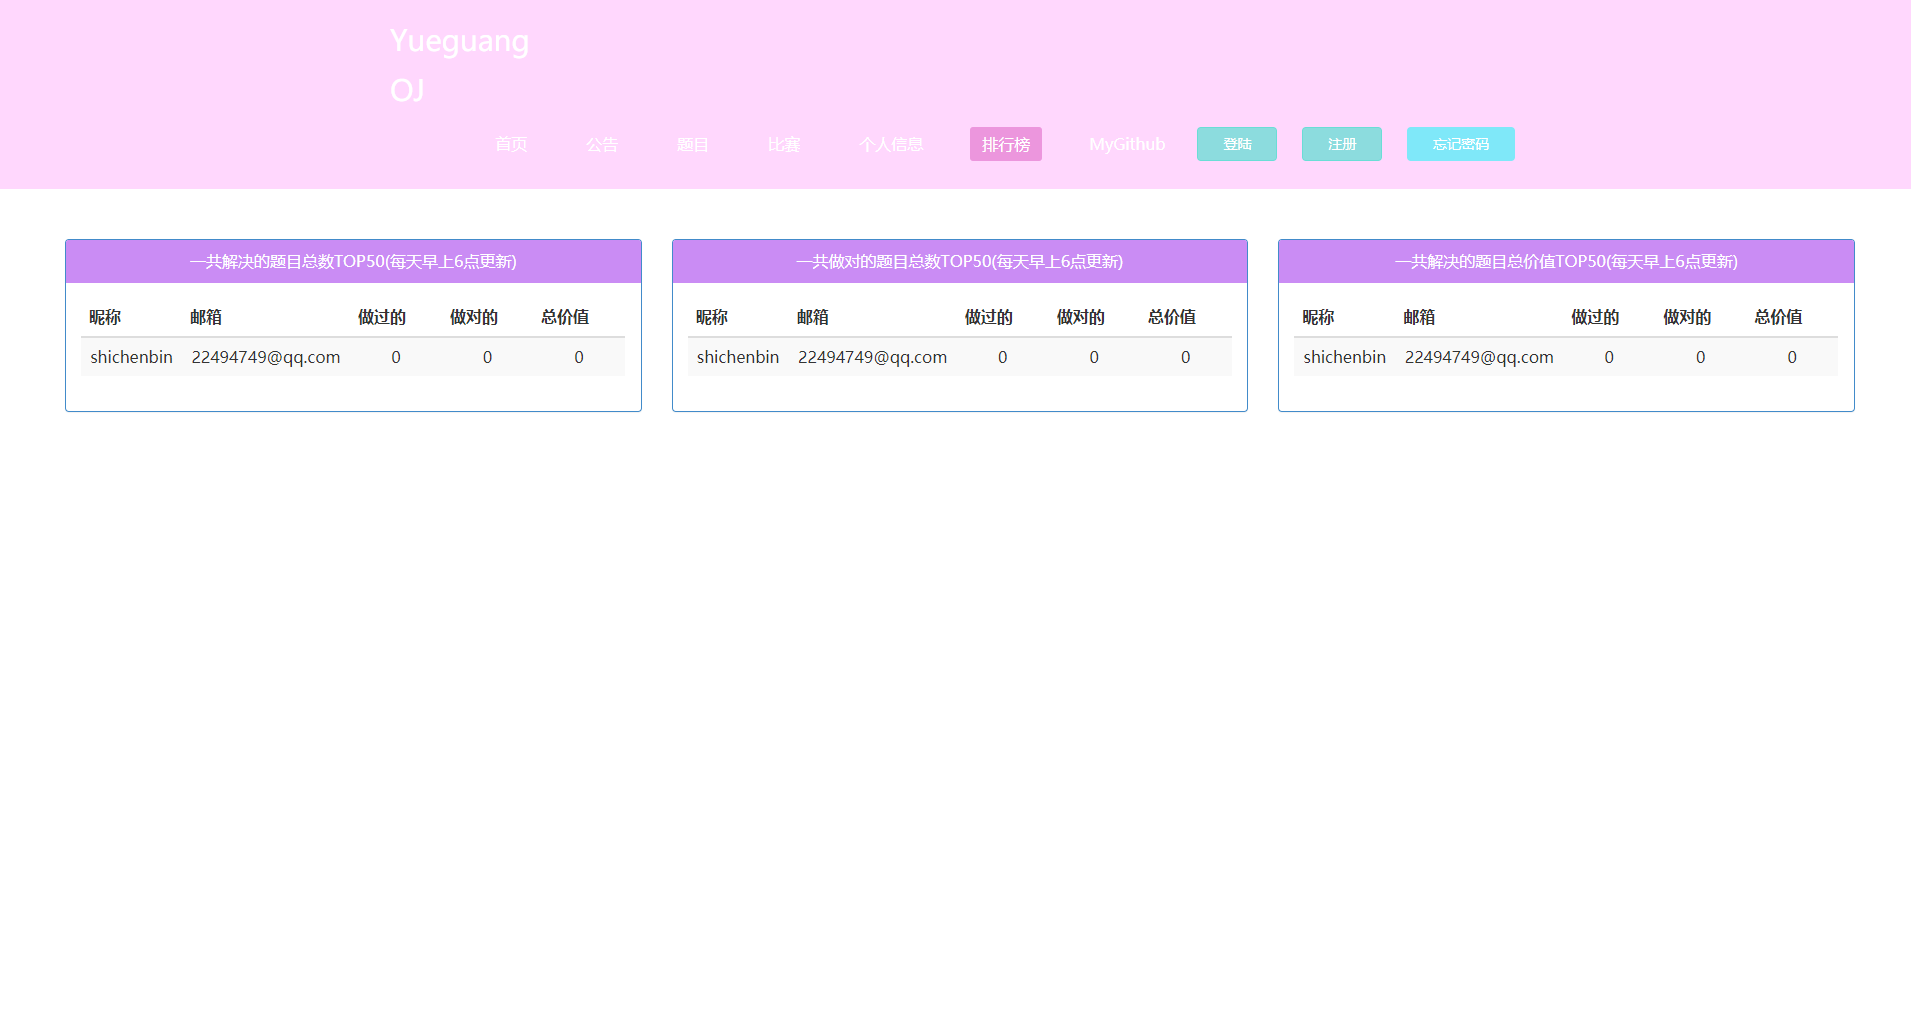 Yueguang
OJ
首页 公告 题目 比赛 个人信息 排行榜 MyGithub 登陆 注册 忘记密码
一共解决的题目总数TOP50(每天早上6点更新)
昵称 邮箱 做过的 做对的 总价值
shichenbin 22494749@qq.com 0 0 0
一共做对的题目总数TOP50(每天早上6点更新)
昵称 邮箱 做过的 做对的 总价值
shichenbin 22494749@qq.com 0 0 0
一共解决的题目总价值TOP50(每天早上6点更新)
昵称 邮箱 做过的 做对的 总价值
shichenbin 22494749@qq.com 0 0 0